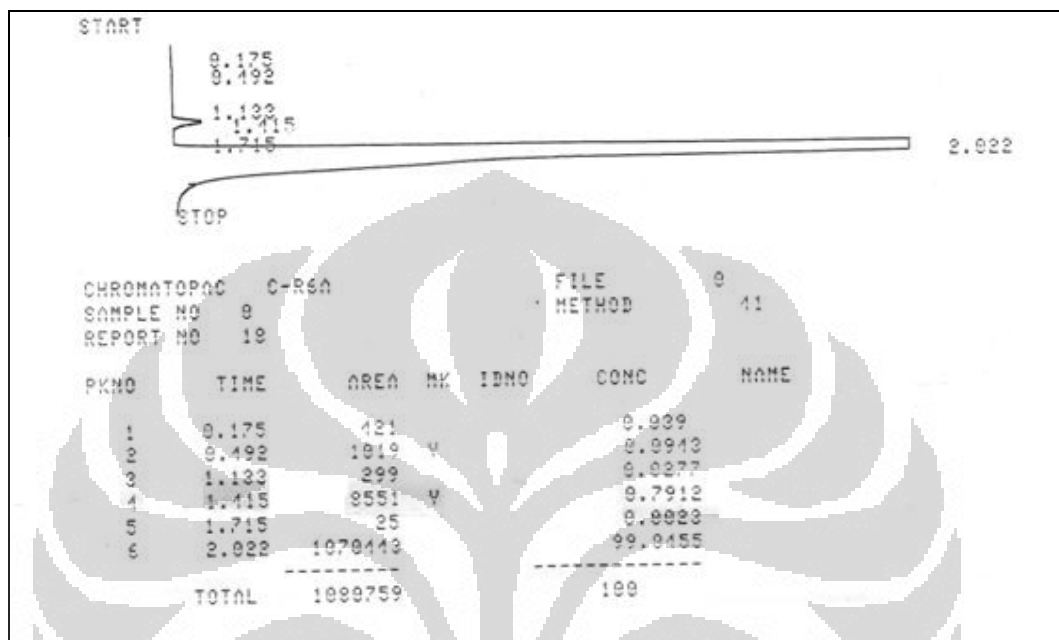 START
0.175
0.492
1.133
1.415
1.715
2.022
STOP
CHROMATOPAC C-R6A FILE 0
SAMPLE NO 0 METHOD 41
REPORT NO 18
PKNO TIME AREA MK IDNO CONC NAME
1 0.175 421 0.039
2 0.492 1019 V 0.0943
3 1.133 299 0.0277
4 1.415 8551 V 0.7912
5 1.715 25 0.0023
6 2.022 1070443 99.0455
TOTAL 1080759 100